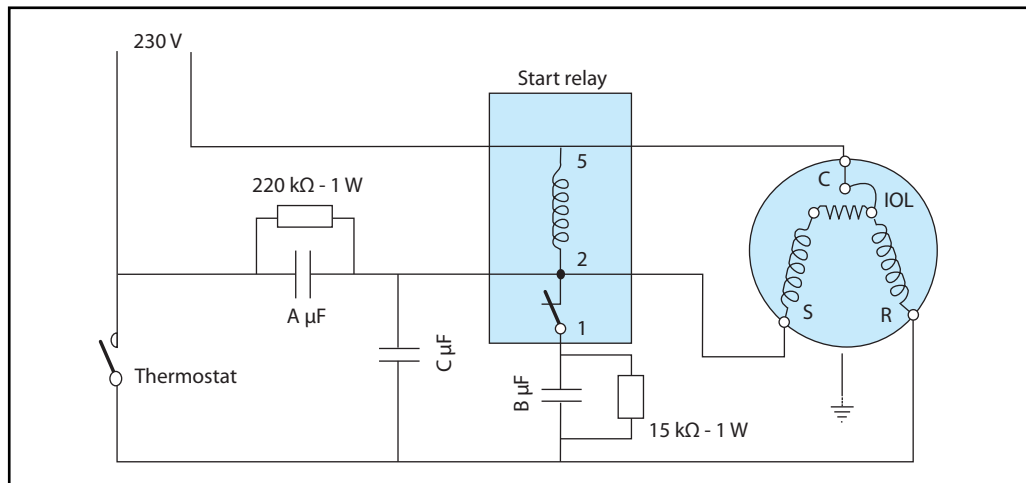 230 V
Start relay
5
220 kΩ - 1 W
C
IOL
2
A µF
S
R
1
C µF
Thermostat
B µF
15 kΩ - 1 W